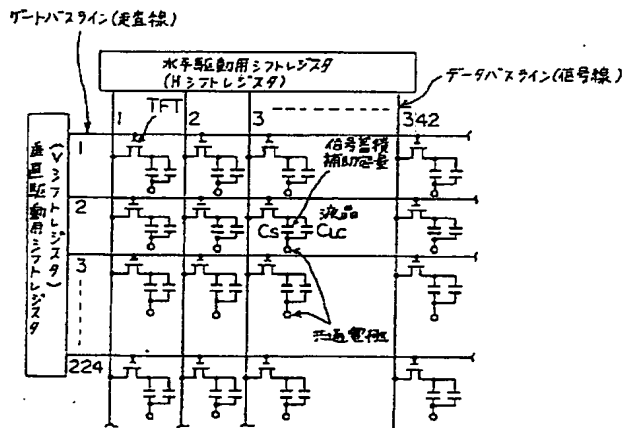 ゲートバスライン(走査線)
水平駆動用シフトレジスタ
(Hシフトレジスタ)
データバスライン(信号線)
1
TFT
2
3
342
垂直駆動用シフトレジスタ
(Vシフトレジスタ)
1
信号蓄積
補助容量
2
液晶
Cs
CLC
3
共通電極
224